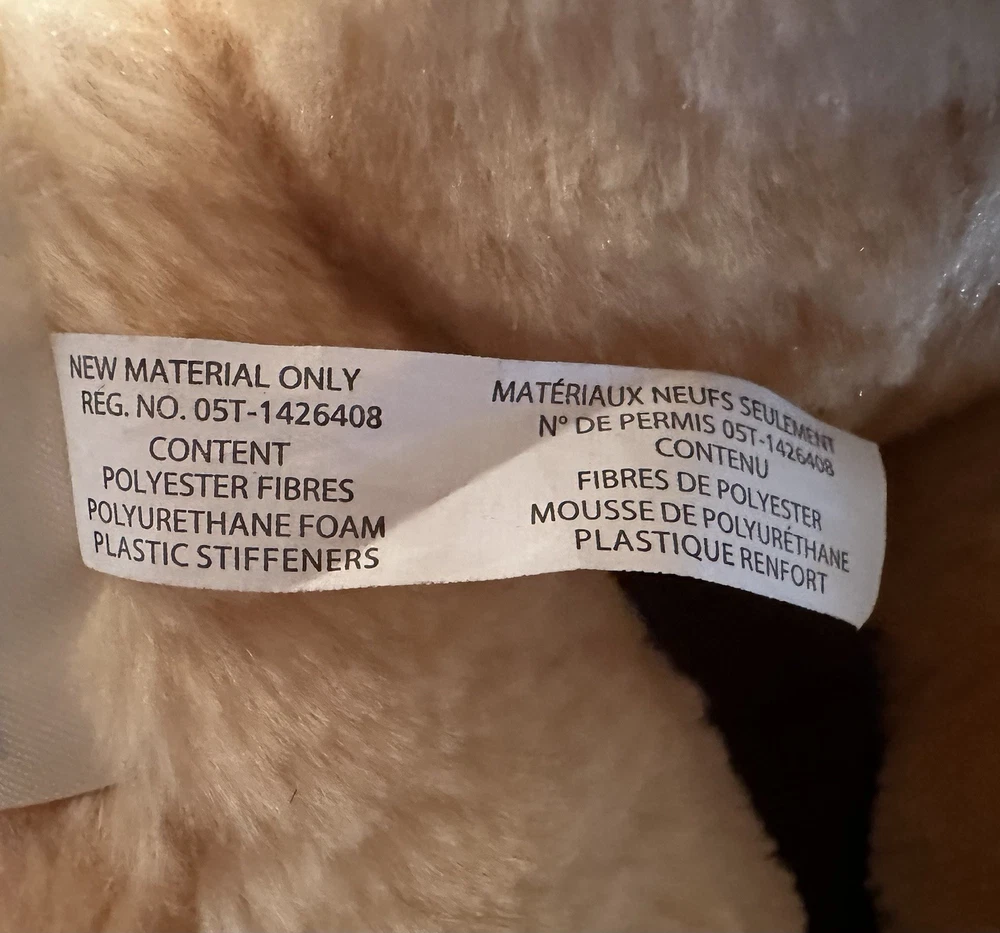 NEW MATERIAL ONLY
RÉG. NO. 05T-1426408
CONTENT
POLYESTER FIBRES
POLYURETHANE FOAM
PLASTIC STIFFENERS
MATÉRIAUX NEUFS SEULEMENT
Nº DE PERMIS 05T-1426408
CONTENU
FIBRES DE POLYESTER
MOUSSE DE POLYURÉTHANE
PLASTIQUE RENFORT